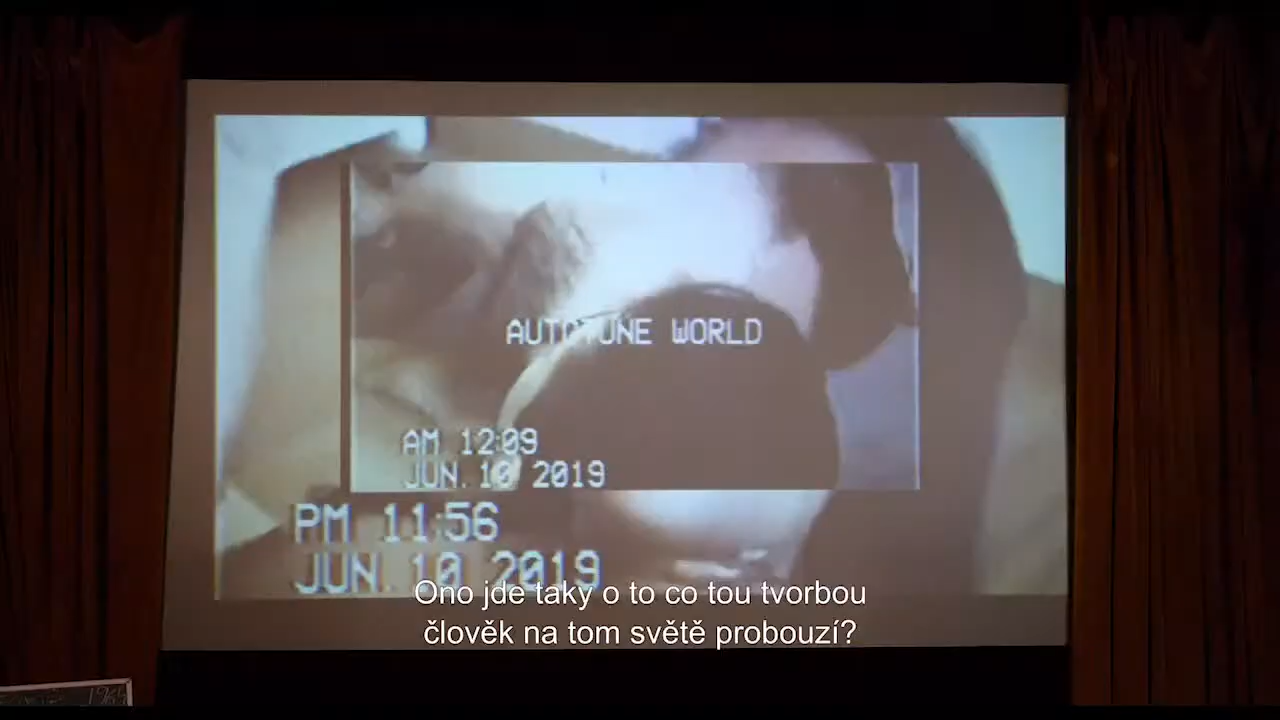 AUTOTUNE WORLD
AM 12:09
JUN. 10 2019
PM 11:56
JUN. 10 2019
Ono jde taky o to co tou tvorbou
člověk na tom světě probouzí?
1965